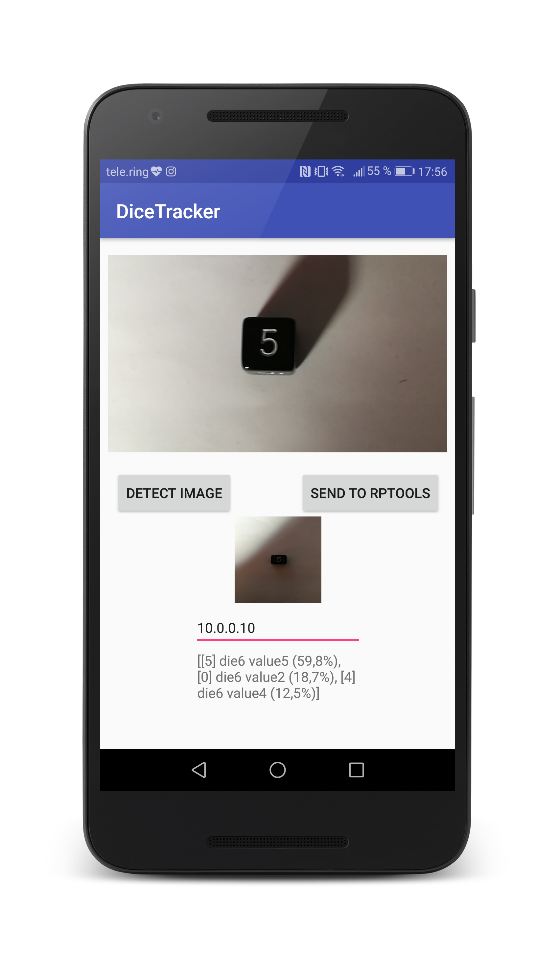 tele.ring 55 % 17:56
DiceTracker
5
DETECT IMAGE SEND TO RPTOOLS
5
10.0.0.10
[[5] die6 value5 (59,8%),
[0] die6 value2 (18,7%), [4]
die6 value4 (12,5%)]